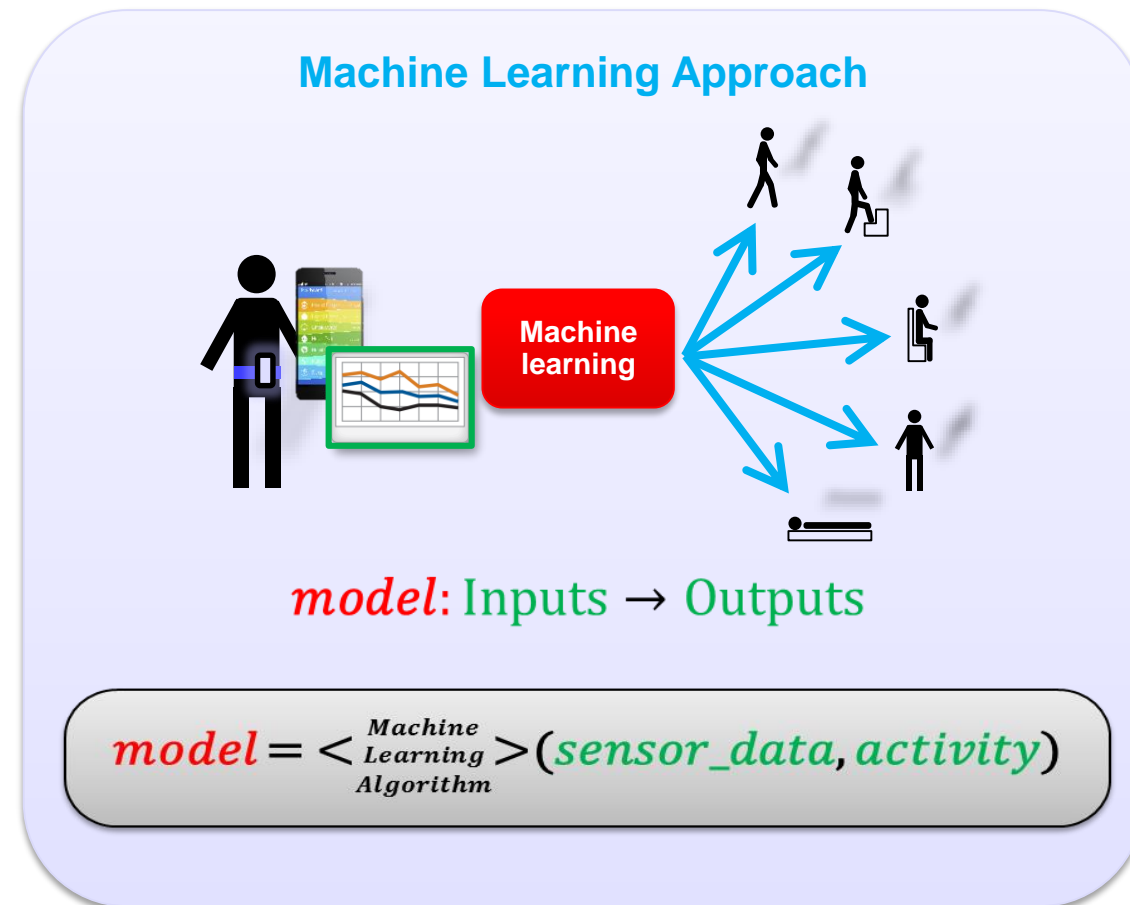 Machine Learning Approach
Machine
learning
model: Inputs → Outputs
model = < Machine Learning Algorithm >(sensor_data, activity)